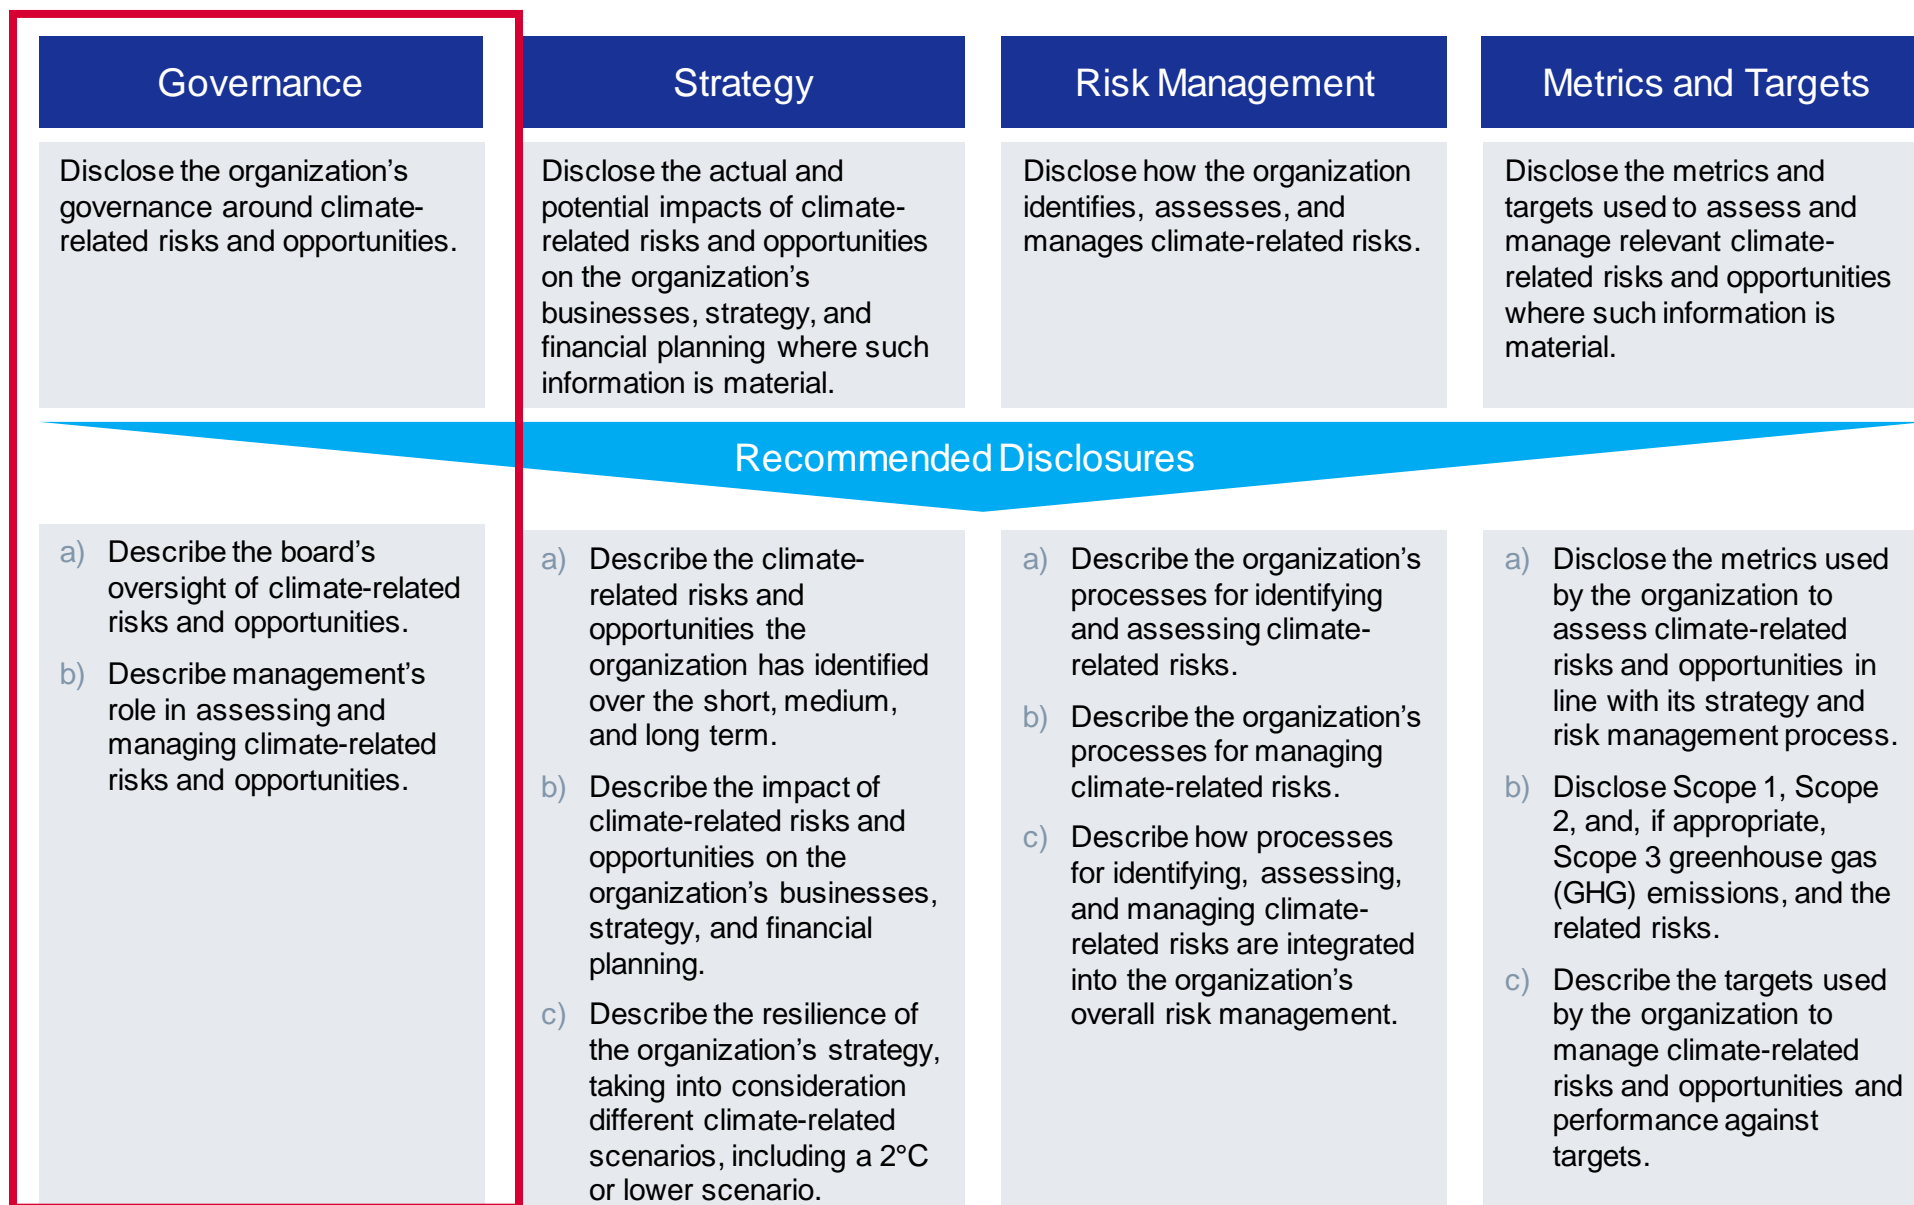 Governance
Disclose the organization’s
governance around climate-
related risks and opportunities.
Strategy
Disclose the actual and
potential impacts of climate-
related risks and opportunities
on the organization’s
businesses, strategy, and
financial planning where such
information is material.
Risk Management
Disclose how the organization
identifies, assesses, and
manages climate-related risks.
Metrics and Targets
Disclose the metrics and
targets used to assess and
manage relevant climate-
related risks and opportunities
where such information is
material.
Recommended Disclosures
a) Describe the board’s
oversight of climate-related
risks and opportunities.
b) Describe management’s
role in assessing and
managing climate-related
risks and opportunities.
a) Describe the climate-
related risks and
opportunities the
organization has identified
over the short, medium,
and long term.
b) Describe the impact of
climate-related risks and
opportunities on the
organization’s businesses,
strategy, and financial
planning.
c) Describe the resilience of
the organization’s strategy,
taking into consideration
different climate-related
scenarios, including a 2°C
or lower scenario.
a) Describe the organization’s
processes for identifying
and assessing climate-
related risks.
b) Describe the organization’s
processes for managing
climate-related risks.
c) Describe how processes
for identifying, assessing,
and managing climate-
related risks are integrated
into the organization’s
overall risk management.
a) Disclose the metrics used
by the organization to
assess climate-related
risks and opportunities in
line with its strategy and
risk management process.
b) Disclose Scope 1, Scope
2, and, if appropriate,
Scope 3 greenhouse gas
(GHG) emissions, and the
related risks.
c) Describe the targets used
by the organization to
manage climate-related
risks and opportunities and
performance against
targets.